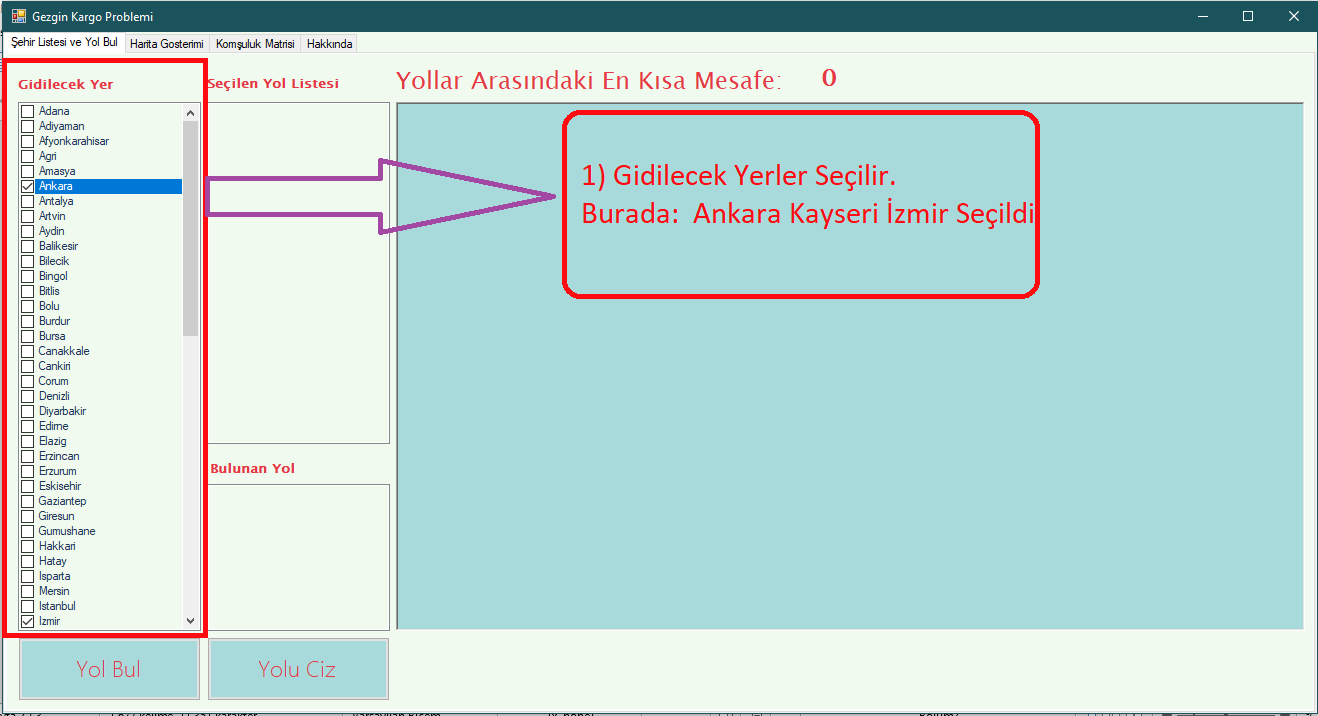 Gezgin Kargo Problemi
Şehir Listesi ve Yol Bul
Harita Gosterimi
Komşuluk Matrisi
Hakkında
Gidilecek Yer
Seçilen Yol Listesi
Yollar Arasındaki En Kısa Mesafe: 0
Adana
Adiyaman
Afyonkarahisar
Agri
Amasya
Ankara
Antalya
Artvin
Aydin
Balikesir
Bilecik
Bingol
Bitlis
Bolu
Burdur
Bursa
Canakkale
Cankiri
Corum
Denizli
Diyarbakir
Edirne
Elazig
Erzincan
Erzurum
Eskisehir
Gaziantep
Giresun
Gumushane
Hakkari
Hatay
Isparta
Mersin
Istanbul
Izmir
1) Gidilecek Yerler Seçilir.
Burada: Ankara Kayseri İzmir Seçildi
Bulunan Yol
Yol Bul
Yolu Ciz